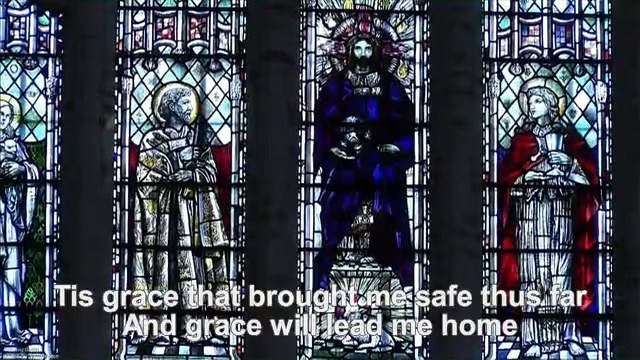 Tis grace that brought me safe thus far
And grace will lead me home